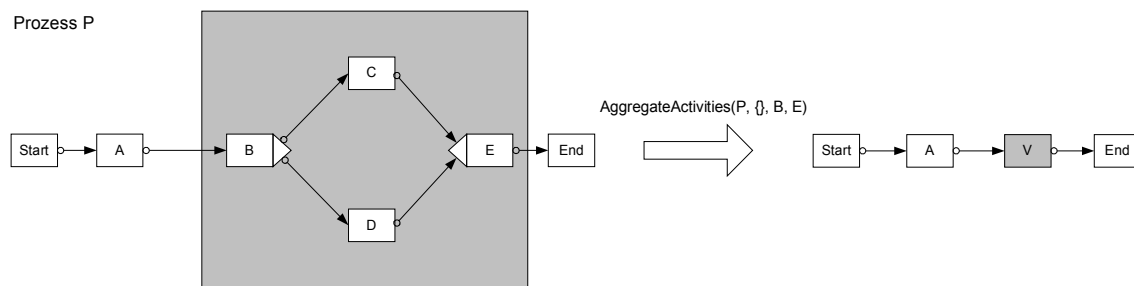 Prozess P
C
AggregateActivities(P, {}, B, E)
Start A B E End Start A V End
D